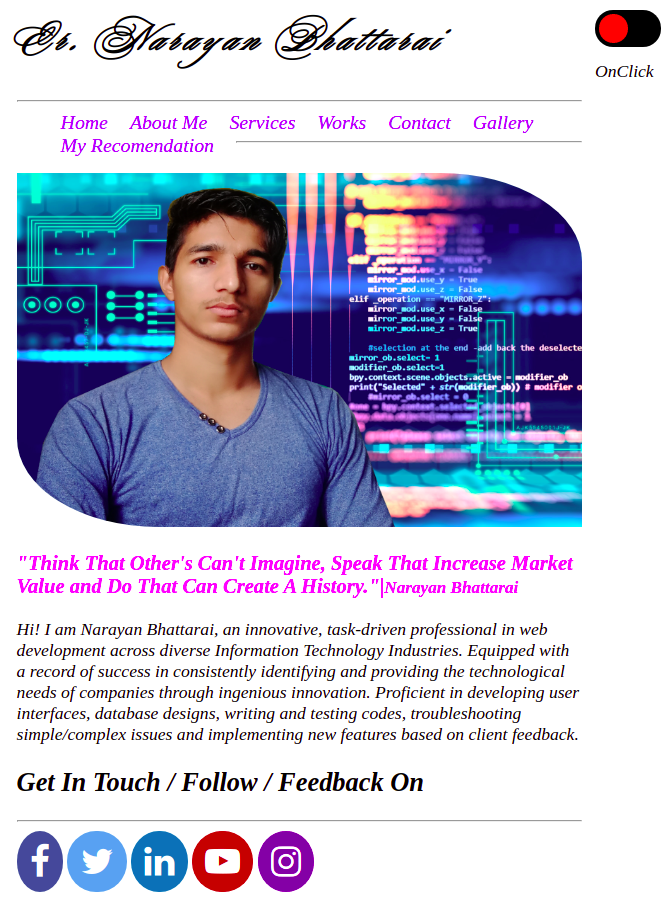 Er. Narayan Bhattarai
OnClick
Home About Me Services Works Contact Gallery
My Recomendation
elif _operation == "MIRROR_Y":
mirror_mod.use_x = False
mirror_mod.use_y = True
mirror_mod.use_z = False
elif _operation == "MIRROR_Z":
mirror_mod.use_x = False
mirror_mod.use_y = False
mirror_mod.use_z = True
#selection at the end -add back the deselecte
mirror_ob.select= 1
modifier_ob.select=1
bpy.context.scene.objects.active = modifier_ob
print("Selected" + str(modifier_ob)) # modifier o
#mirror_ob.select = 0
"Think That Other's Can't Imagine, Speak That Increase Market
Value and Do That Can Create A History."|Narayan Bhattarai
Hi! I am Narayan Bhattarai, an innovative, task-driven professional in web
development across diverse Information Technology Industries. Equipped with
a record of success in consistently identifying and providing the technological
needs of companies through ingenious innovation. Proficient in developing user
interfaces, database designs, writing and testing codes, troubleshooting
simple/complex issues and implementing new features based on client feedback.
Get In Touch / Follow / Feedback On